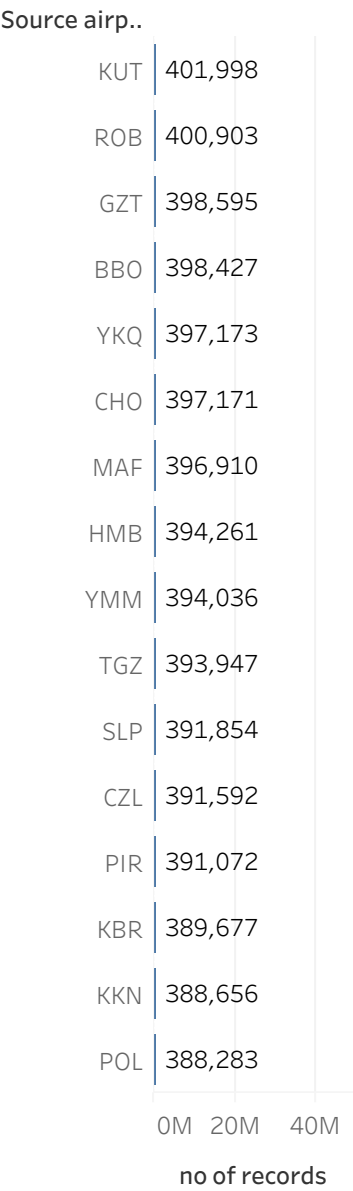 Source airp..
KUT 401,998
ROB 400,903
GZT 398,595
BBO 398,427
YKQ 397,173
CHO 397,171
MAF 396,910
HMB 394,261
YMM 394,036
TGZ 393,947
SLP 391,854
CZL 391,592
PIR 391,072
KBR 389,677
KKN 388,656
POL 388,283
0M 20M 40M
no of records